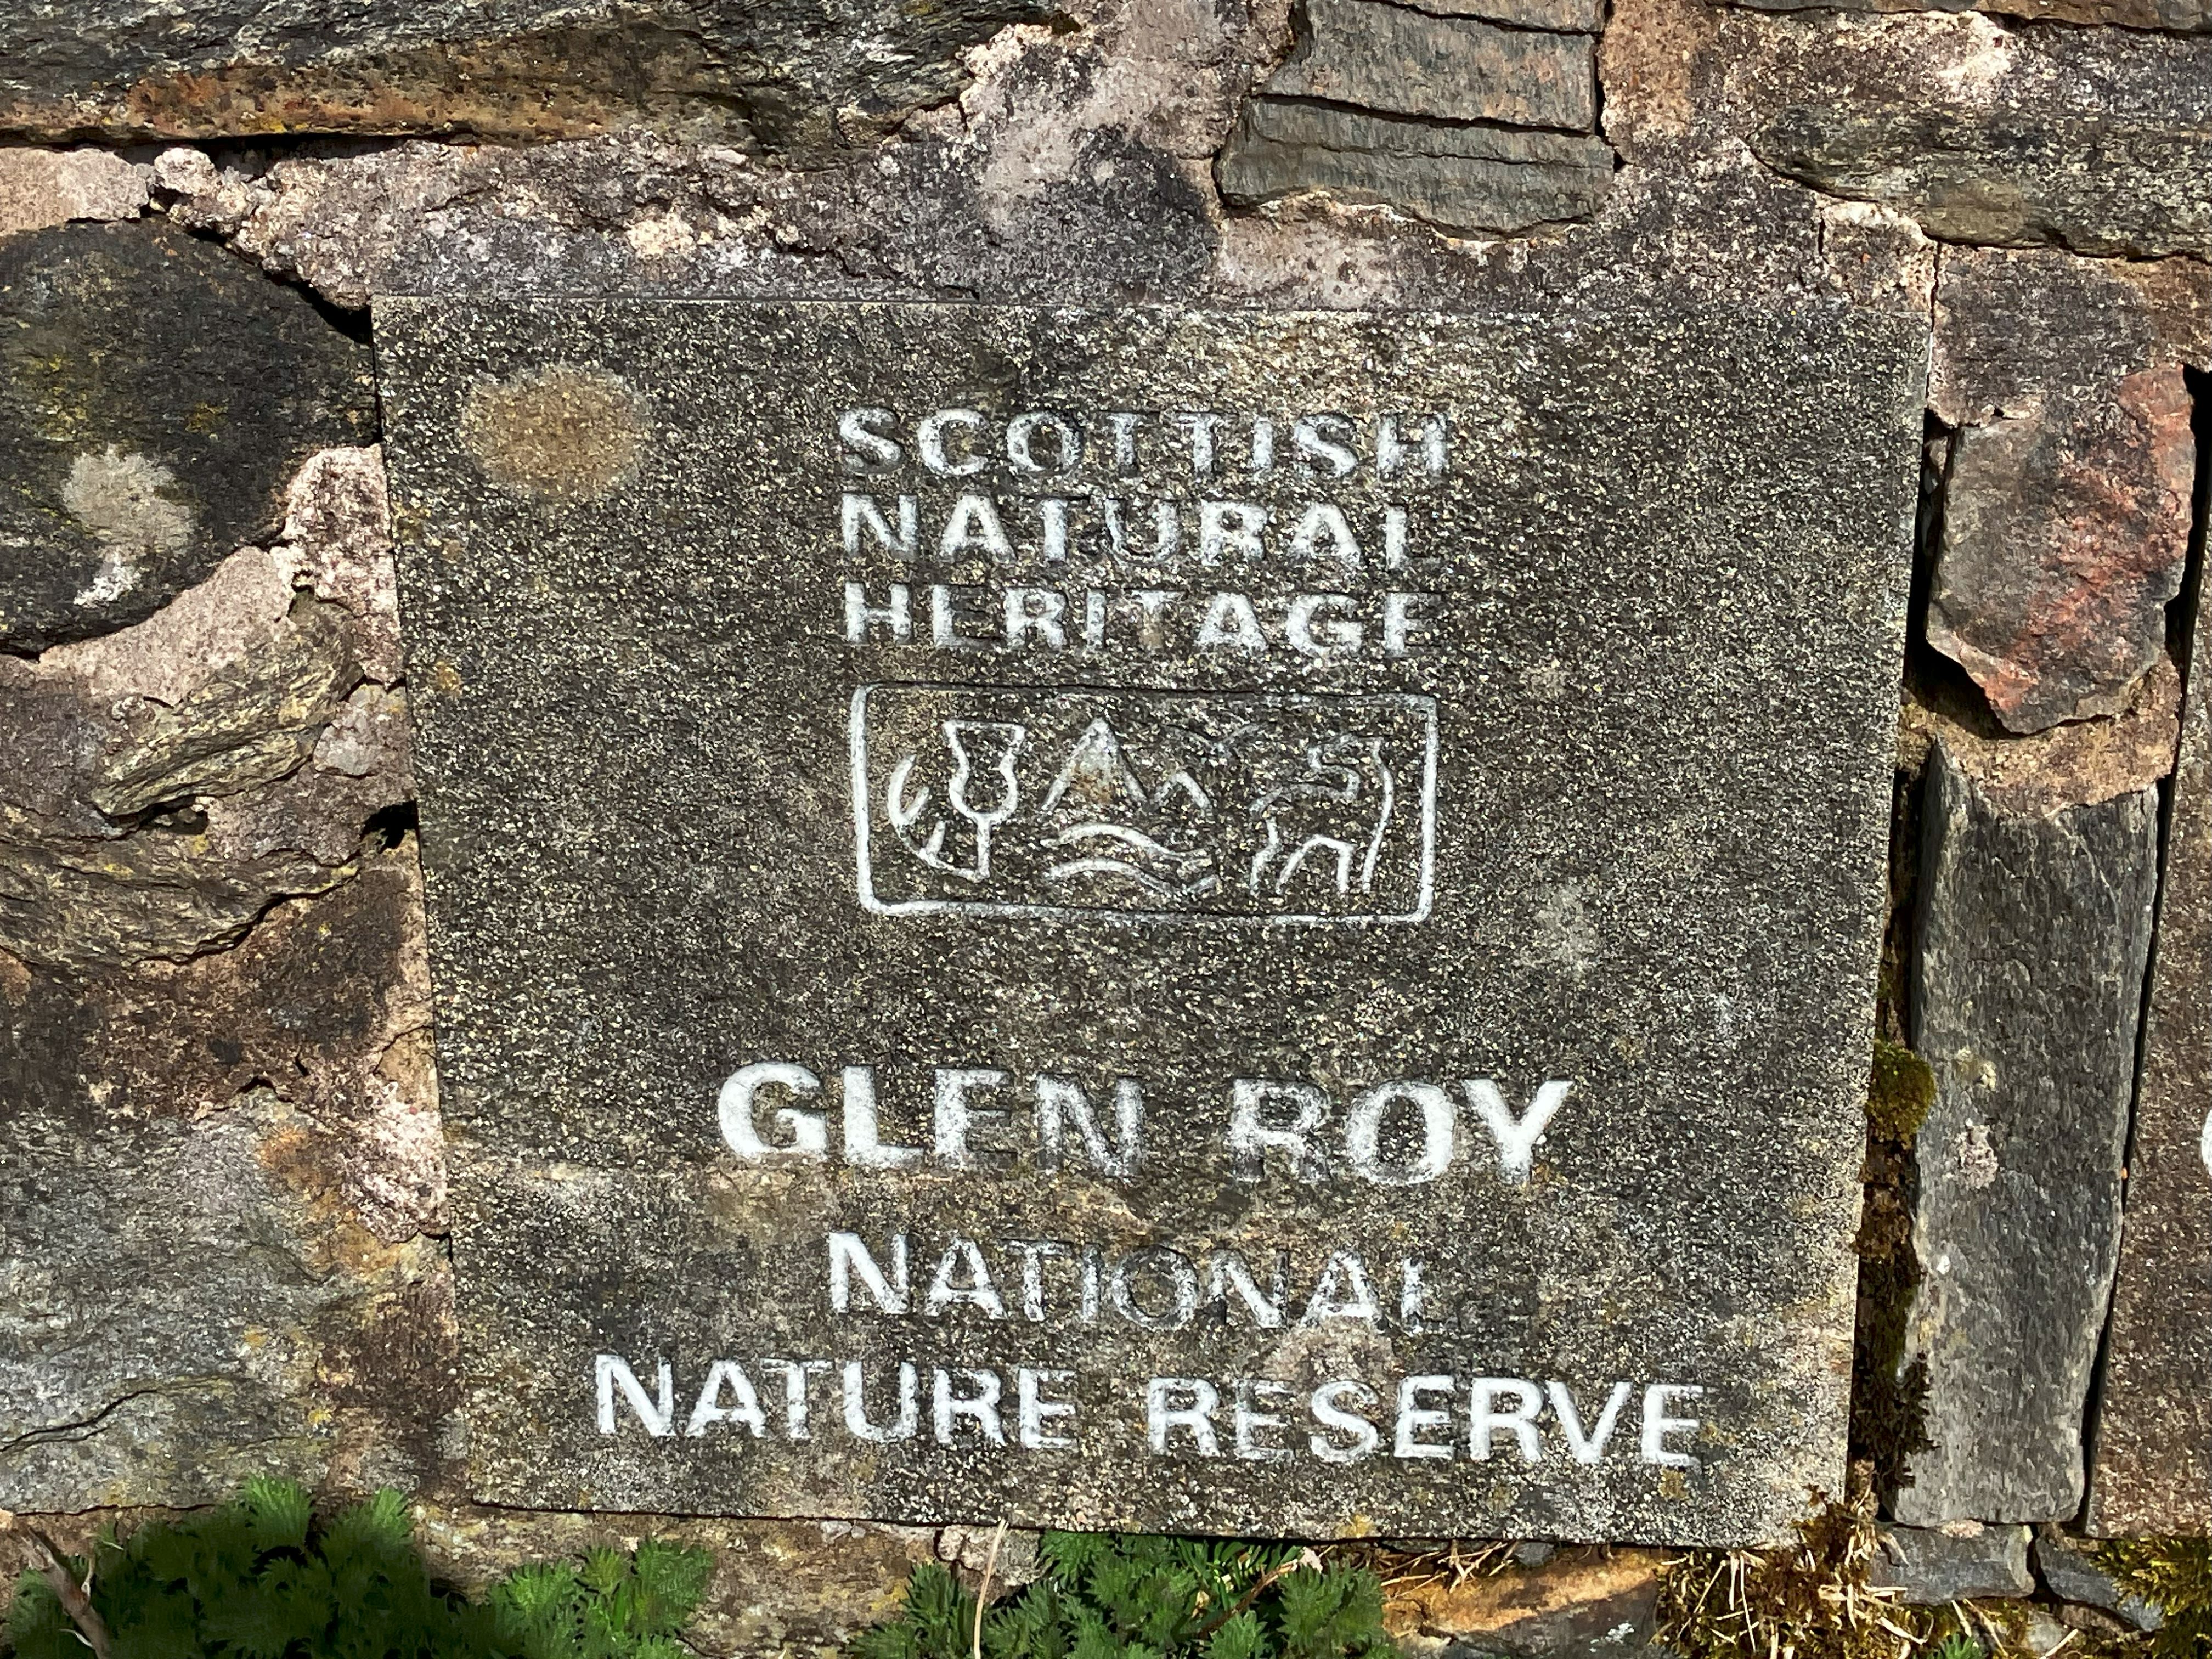 SCOTTISH
NATURAL
HERITAGE
GLEN ROY
NATIONAL
NATURE RESERVE